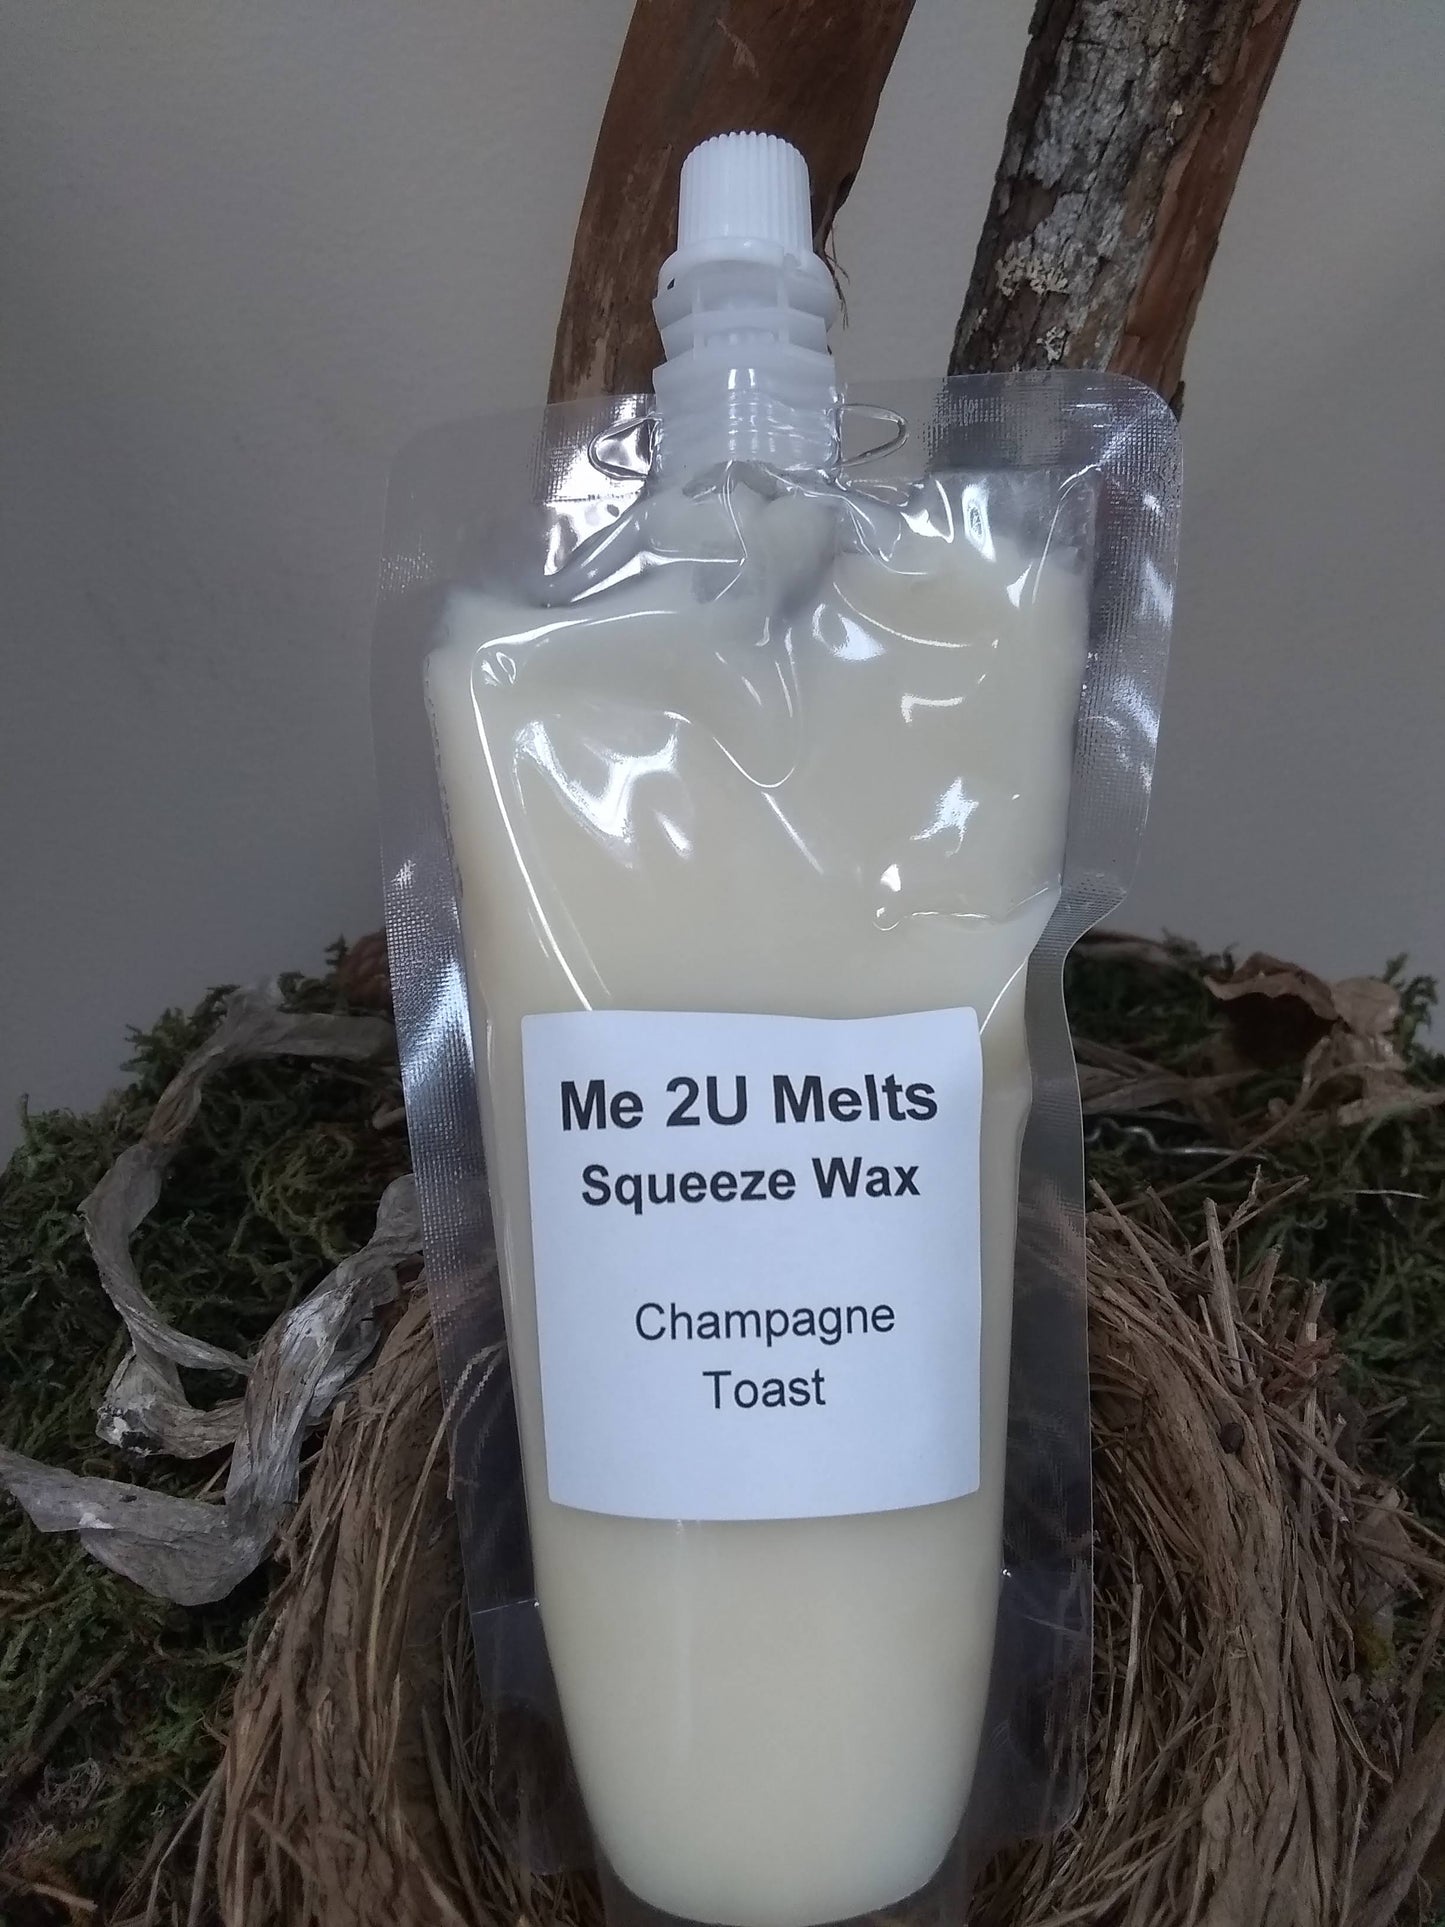 Me 2U Melts
Squeeze Wax
Champagne
Toast